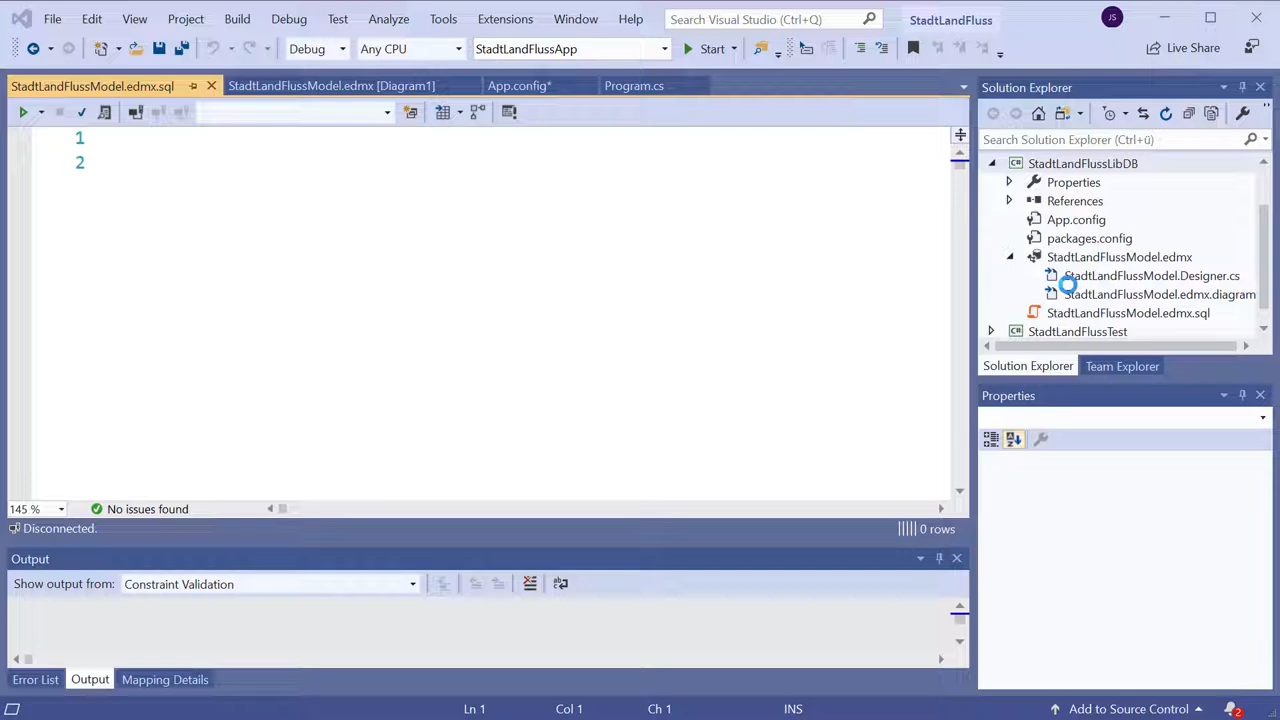 File Edit View Project Build Debug Test Analyze Tools Extensions Window Help Search Visual Studio (Ctrl+Q) StadtLandFluss JS
Debug Any CPU StadtLandFlussApp Start Live Share
StadtLandFlussModel.edmx.sql StadtLandFlussModel.edmx [Diagram1] App.config* Program.cs
1
2
145 % No issues found
Disconnected. 0 rows
Output
Show output from: Constraint Validation
Error List Output Mapping Details
Solution Explorer
Search Solution Explorer (Ctrl+ü)
StadtLandFlussLibDB
Properties
References
App.config
packages.config
StadtLandFlussModel.edmx
StadtLandFlussModel.Designer.cs
StadtLandFlussModel.edmx.diagram
StadtLandFlussModel.edmx.sql
StadtLandFlussTest
Solution Explorer Team Explorer
Properties
Ln 1 Col 1 Ch 1 INS Add to Source Control 2